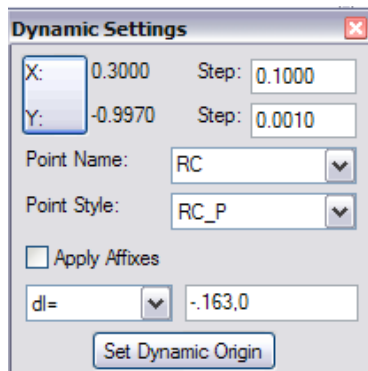 Dynamic Settings
X: 0.3000 Step: 0.1000
Y: -0.9970 Step: 0.0010
Point Name: RC
Point Style: RC_P
Apply Affixes
dl= -.163,0
Set Dynamic Origin